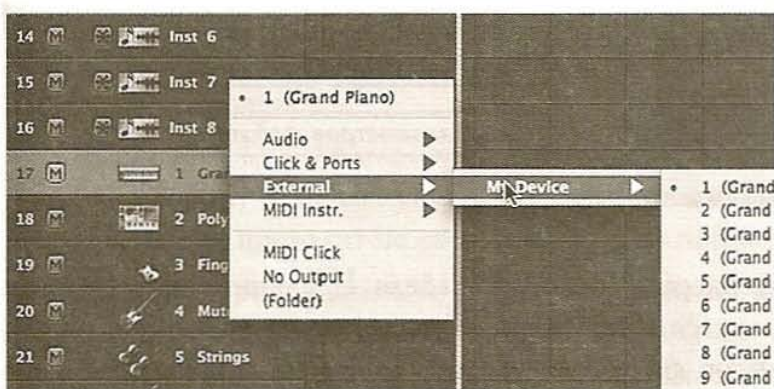 14 M Inst 6
15 M Inst 7
16 M Inst 8
17 M 1 Gra
18 M 2 Poly
19 M 3 Fing
20 M 4 Mut
21 M 5 Strings
• 1 (Grand Piano)
Audio
Click & Ports
External
MIDI Instr.
MIDI Click
No Output
(Folder)
My Device
• 1 (Grand
2 (Grand
3 (Grand
4 (Grand
5 (Grand
6 (Grand
7 (Grand
8 (Grand
9 (Grand